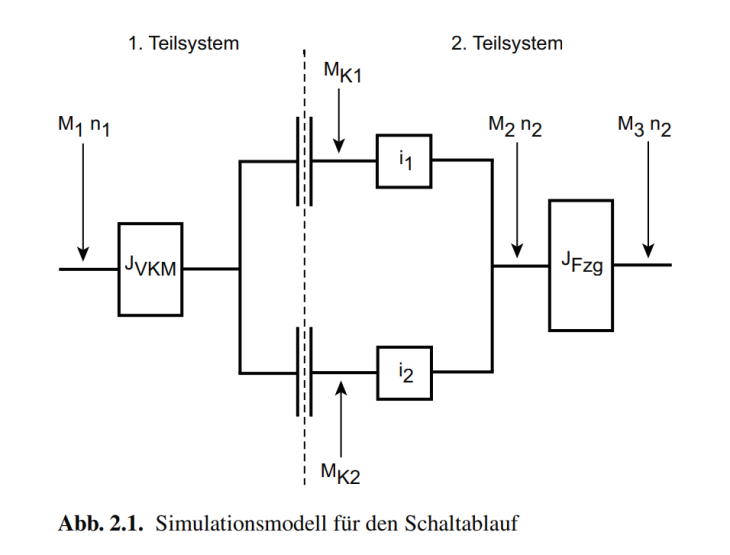 1. Teilsystem
2. Teilsystem
MK1
M1 n1
M2 n2
M3 n2
i1
JVKM
JFzg
i2
MK2
Abb. 2.1. Simulationsmodell für den Schaltablauf